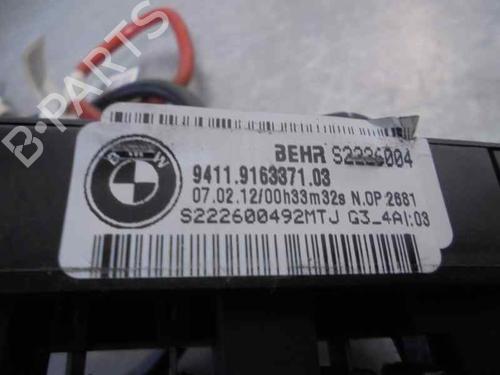 B-PARTS
BEHR S2226004
9411.9163371.03
07.02.12/00h33m32s N.OP:2681
S222600492MTJ G3_4AI:03
BMW